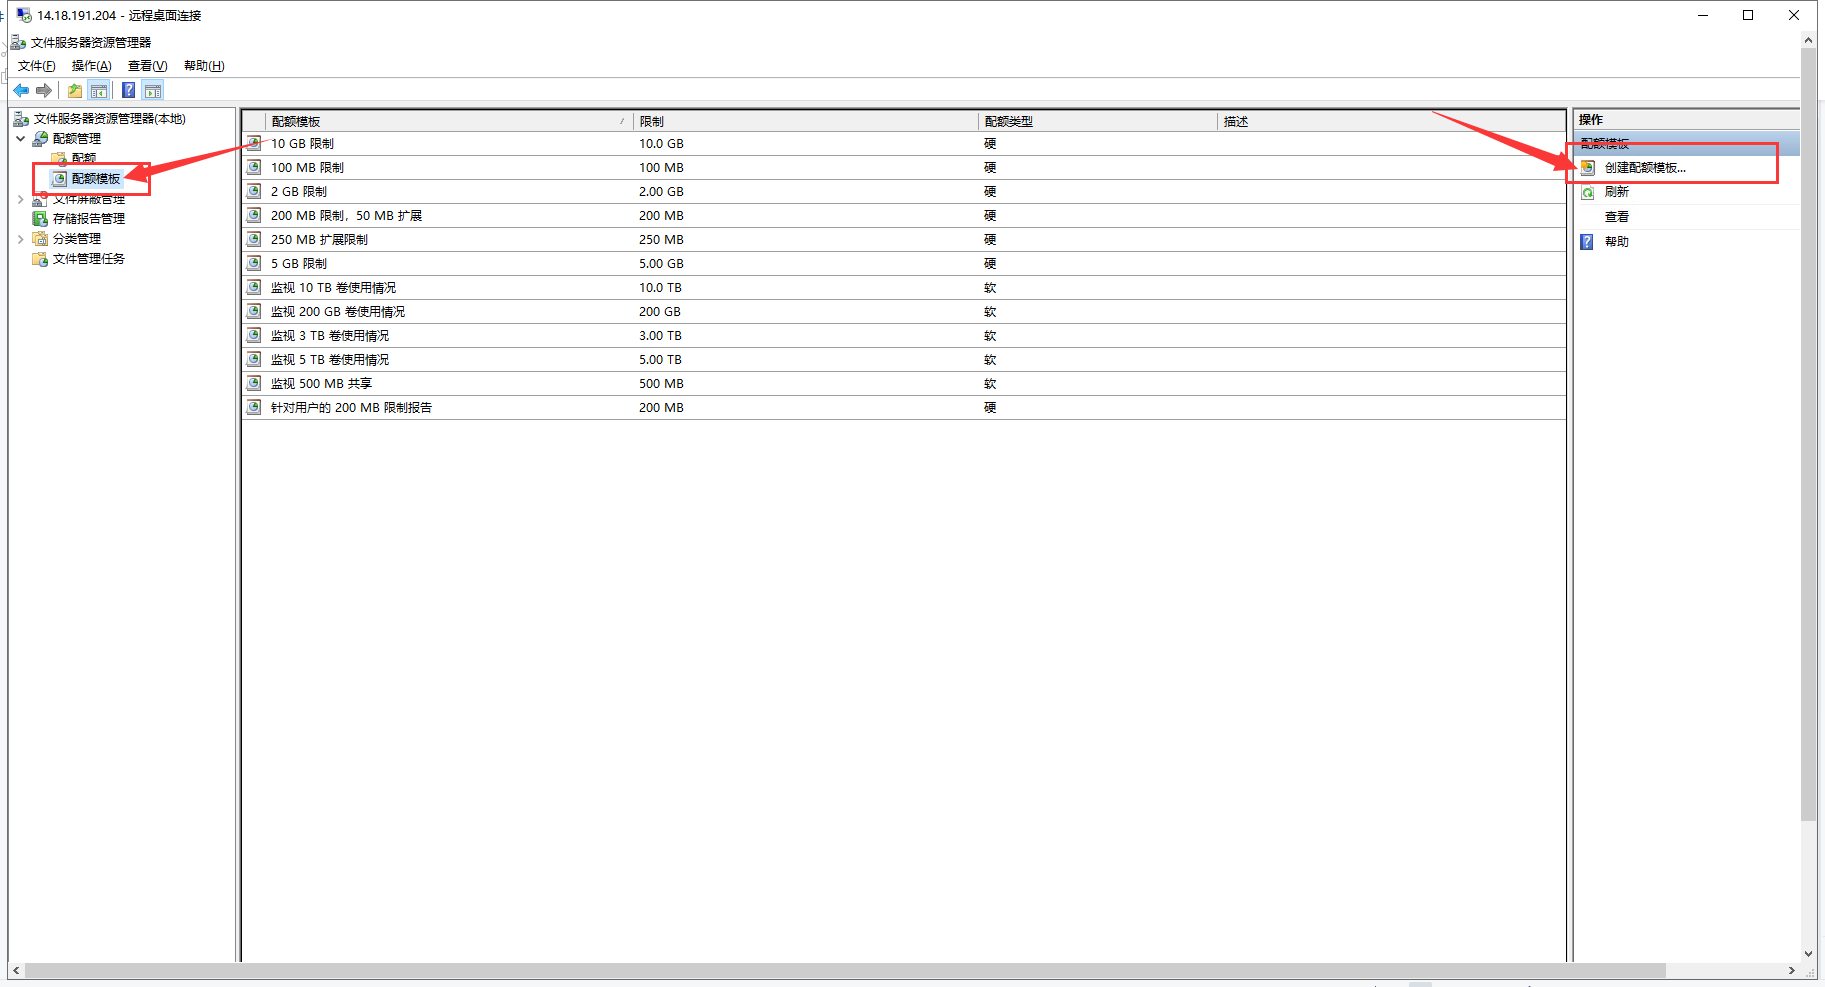 14.18.191.204 - 远程桌面连接
文件服务器资源管理器
文件(F) 操作(A) 查看(V) 帮助(H)
文件服务器资源管理器(本地)
配额管理
配额
配额模板
文件屏蔽管理
存储报告管理
分类管理
文件管理任务
配额模板 限制 配额类型 描述
10 GB 限制 10.0 GB 硬
100 MB 限制 100 MB 硬
2 GB 限制 2.00 GB 硬
200 MB 限制，50 MB 扩展 200 MB 硬
250 MB 扩展限制 250 MB 硬
5 GB 限制 5.00 GB 硬
监视 10 TB 卷使用情况 10.0 TB 软
监视 200 GB 卷使用情况 200 GB 软
监视 3 TB 卷使用情况 3.00 TB 软
监视 5 TB 卷使用情况 5.00 TB 软
监视 500 MB 共享 500 MB 软
针对用户的 200 MB 限制报告 200 MB 硬
操作
配额模板
创建配额模板...
刷新
查看
帮助